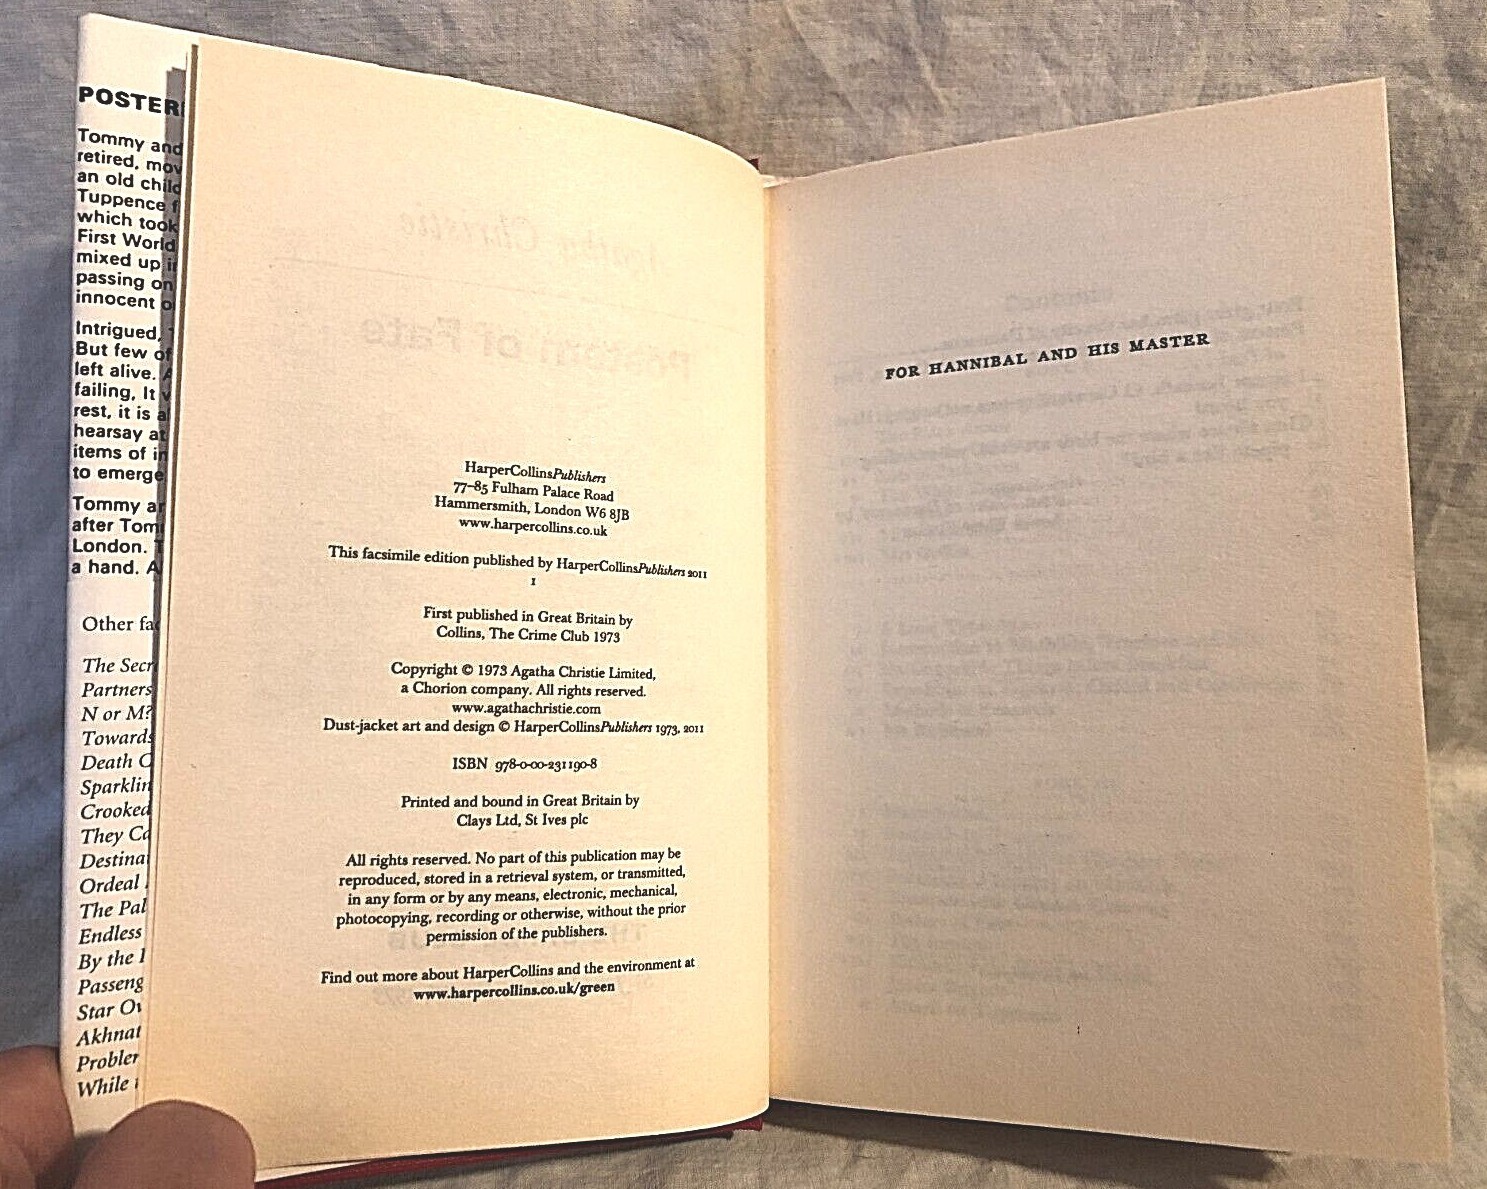 POSTER
Tommy and
retired, mov
an old child
Tuppence f
which took
First World
mixed up i
passing on
innocent o
Intrigued,
But few of
left alive. A
failing, It v
rest, it is a
hearsay at
items of in
to emerge
Tommy an
after Tom
London. T
a hand. A
Other fa
The Secr
Partners
N or M?
Towards
Death C
Sparklin
Crooked
They Ca
Destina
Ordeal
The Pal
Endless
By the
Passeng
Star Ov
Akhnat
Probler
While
Agatha Christie
Postern of Fate
HarperCollinsPublishers
77–85 Fulham Palace Road
Hammersmith, London W6 8JB
www.harpercollins.co.uk
This facsimile edition published by HarperCollinsPublishers 2011
1
First published in Great Britain by
Collins, The Crime Club 1973
Copyright © 1973 Agatha Christie Limited,
a Chorion company. All rights reserved.
www.agathachristie.com
Dust-jacket art and design © HarperCollinsPublishers 1973, 2011
ISBN 978-0-00-231190-8
Printed and bound in Great Britain by
Clays Ltd, St Ives plc
All rights reserved. No part of this publication may be
reproduced, stored in a retrieval system, or transmitted,
in any form or by any means, electronic, mechanical,
photocopying, recording or otherwise, without the prior
permission of the publishers.
Find out more about HarperCollins and the environment at
www.harpercollins.co.uk/green
FOR HANNIBAL AND HIS MASTER